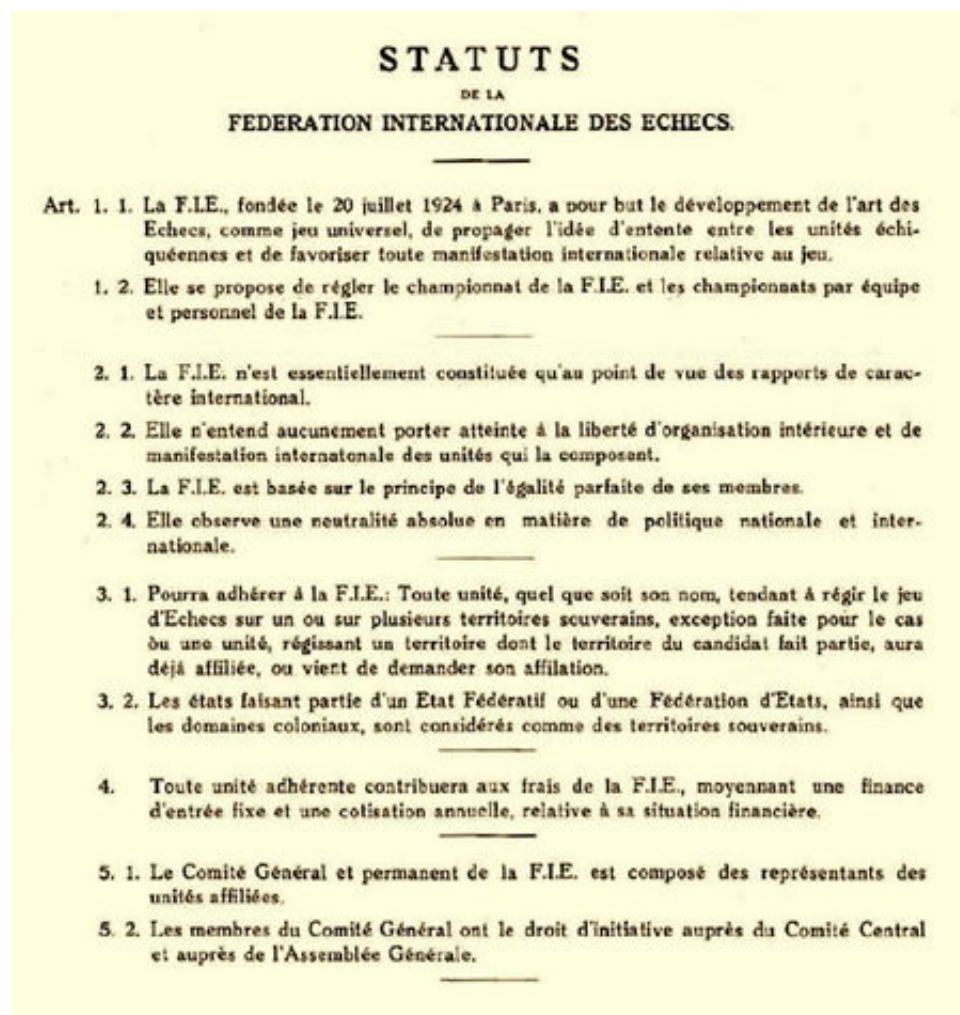 STATUTS
DE LA
FEDERATION INTERNATIONALE DES ECHECS.
Art. 1. 1. La F.I.E., fondée le 20 juillet 1924 à Paris, a pour but le développement de l'art des
Echecs, comme jeu universel, de propager l'idée d'entente entre les unités échi-
quéennes et de favoriser toute manifestation internationale relative au jeu.
1. 2. Elle se propose de régler le championnat de la F.I.E. et les championnats par équipe
et personnel de la F.I.E.
2. 1. La F.I.E. n'est essentiellement constituée qu'au point de vue des rapports de carac-
tère international.
2. 2. Elle n'entend aucunement porter atteinte à la liberté d'organisation intérieure et de
manifestation internatonale des unités qui la composent.
2. 3. La F.I.E. est basée sur le principe de l'égalité parfaite de ses membres.
2. 4. Elle observe une neutralité absolue en matière de politique nationale et inter-
nationale.
3. 1. Pourra adhérer à la F.I.E.: Toute unité, quel que soit son nom, tendant à régir le jeu
d'Echecs sur un ou sur plusieurs territoires souverains, exception faite pour le cas
òu une unité, régissant un territoire dont le territoire du candidat fait partie, aura
déjà affiliée, ou vient de demander son affilation.
3. 2. Les états faisant partie d'un Etat Fédératif ou d'une Fédération d'Etats, ainsi que
les domaines coloniaux, sont considérés comme des territoires souverains.
4. Toute unité adhérente contribuera aux frais de la F.I.E., moyennant une finance
d'entrée fixe et une cotisation annuelle, relative à sa situation financière.
5. 1. Le Comité Général et permanent de la F.I.E. est composé des représentants des
unités affiliées.
5. 2. Les membres du Comité Général ont le droit d'initiative auprès du Comité Central
et auprès de l'Assemblée Générale.